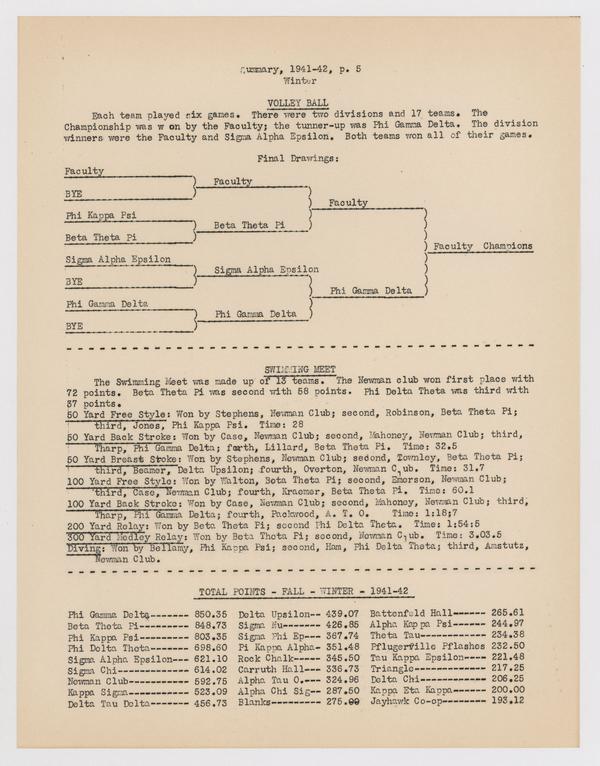 Summary, 1941-42, p. 5
Winter
VOLLEY BALL
Each team played six games. There were two divisions and 17 teams. The
Championship was w on by the Faculty; the tunner-up was Phi Gamma Delta. The division
winners were the Faculty and Sigma Alpha Epsilon. Both teams won all of their games.
Final Drawings:
Faculty
BYE
Phi Kappa Psi
Beta Theta Pi
Sigma Alpha Epsilon
BYE
Phi Gamma Delta
BYE
Faculty
Beta Theta Pi
Sigma Alpha Epsilon
Phi Gamma Delta
Faculty
Phi Gamma Delta
Faculty Champions
SWIMMING MEET
The Swimming Meet was made up of 13 teams. The Newman club won first place with
72 points. Beta Theta Pi was second with 58 points. Phi Delta Theta was third with
37 points.
50 Yard Free Style: Won by Stephens, Newman Club; second, Robinson, Beta Theta Pi;
third, Jones, Phi Kappa Psi. Time: 28
50 Yard Back Stroke: Won by Case, Newman Club; second, Mahoney, Newman Club; third,
Tharp, Phi Gamma Delta; forth, Lillard, Beta Theta Pi. Time: 32.5
50 Yard Breast Stroke: Won by Stephens, Newman Club; second, Townley, Beta Theta Pi;
third, Beamer, Delta Upsilon; fourth, Overton, Newman Club. Time: 31.7
100 Yard Free Style: Won by Walton, Beta Theta Pi; second, Emerson, Newman Club;
third, Case, Newman Club; fourth, Kraemer, Beta Theta Pi. Time: 60.1
100 Yard Back Stroke: Won by Case, Newman Club; second, Mahoney, Newman Club; third,
Tharp, Phi Gamma Delta; fourth, Packwood, A. T. O. Time: 1:18;7
200 Yard Relay: Won by Beta Theta Pi; second Phi Delta Theta. Time: 1:54:5
300 Yard Medley Relay: Won by Beta Theta Pi; second, Newman Club. Time: 3.03.5
Diving: Won by Bellamy, Phi Kappa Psi; second, Ham, Phi Delta Theta; third, Amstutz,
Newman Club.
TOTAL POINTS - FALL - WINTER - 1941-42
Phi Gamma Delta------- 850.35 Delta Upsilon-- 439.07 Battenfeld Hall------ 265.61
Beta Theta Pi--------- 848.73 Sigma Nu------- 426.85 Alpha Kappa Psi------ 244.97
Phi Kappa Psi--------- 803.35 Sigma Phi Ep--- 367.74 Theta Tau------------ 234.38
Phi Delta Theta------- 698.60 Pi Kappa Alpha- 351.48 Pflugerville Pflashes 232.50
Sigma Alpha Epsilon--- 621.10 Rock Chalk----- 345.50 Tau Kappa Epsilon---- 221.48
Sigma Chi------------- 614.02 Carruth Hall--- 336.73 Triangle------------- 217.25
Newman Club----------- 592.75 Alpha Tau O.--- 324.96 Delta Chi------------ 206.25
Kappa Sigma----------- 523.09 Alpha Chi Sig-- 287.50 Kappa Eta Kappa------ 200.00
Delta Tau Delta------- 456.73 Blanks--------- 275.00 Jayhawk Co-op-------- 193.12